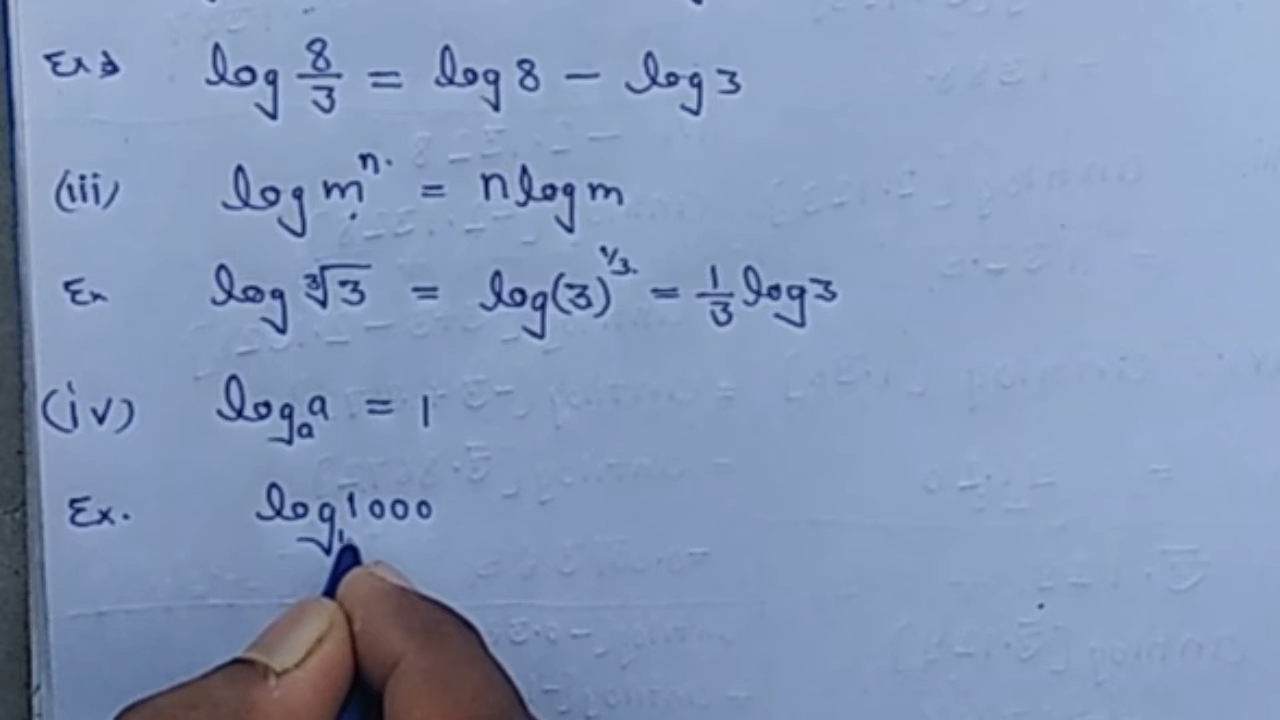 Ex log 8/3 = log 8 − log 3
(iii) log mⁿ· = n log m
Ex log ∛3 = log(3)^1/3. = 1/3 log 3
(iv) logₐa = 1
Ex. log₁1000